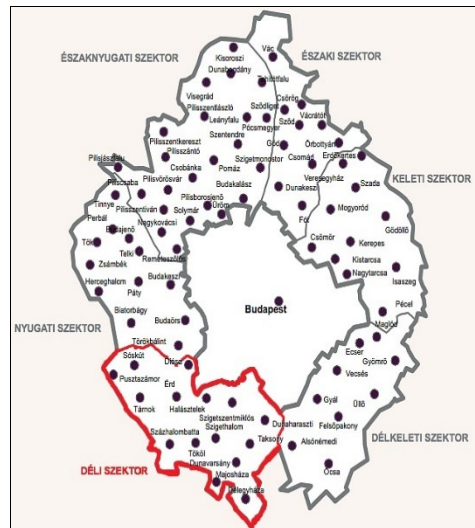 Kisoroszi
Vác
ÉSZAKNYUGATI SZEKTOR
ÉSZAKI SZEKTOR
Dunabogdány
Tahitótfalu
Visegrád
Pilisszentlászló
Csörög
Leányfalu
Sződliget
Vácrátót
Pócsmegyer
Sződ
Pilisszentkereszt
Szentendre
Göd
Őrbottyán
Pilisszántó
Erdőkertes
Pilisjászfalu
Csobánka
Pomáz
Szigetmonostor
Csomád
Veresegyház
KELETI SZEKTOR
Piliscsaba
Pilisvörösvár
Budakalász
Dunakeszi
Szada
Tinnye
Pilisszentiván
Pilisborosjenő
Üröm
Solymár
Fót
Mogyoród
Gödöllő
Perbál
Budajenő
Nagykovácsi
Tök
Telki
Remeteszőlős
Csömör
Kerepes
Zsámbék
Kistarcsa
Nagytarcsa
Isaszeg
Herceghalom
Páty
Budakeszi
Budapest
Pécel
NYUGATI SZEKTOR
Biatorbágy
Budaörs
Maglód
Törökbálint
Ecser
Gyömrő
Sóskút
Diósd
Vecsés
Pusztazámor
Érd
Tárnok
Halásztelek
Szigetszentmiklós
Gyál
Üllő
Szigethalom
Dunaharaszti
Felsőpakony
Százhalombatta
Taksony
Alsónémedi
DÉLKELETI SZEKTOR
Tököl
DÉLI SZEKTOR
Dunavarsány
Ócsa
Majosháza
Délegyháza